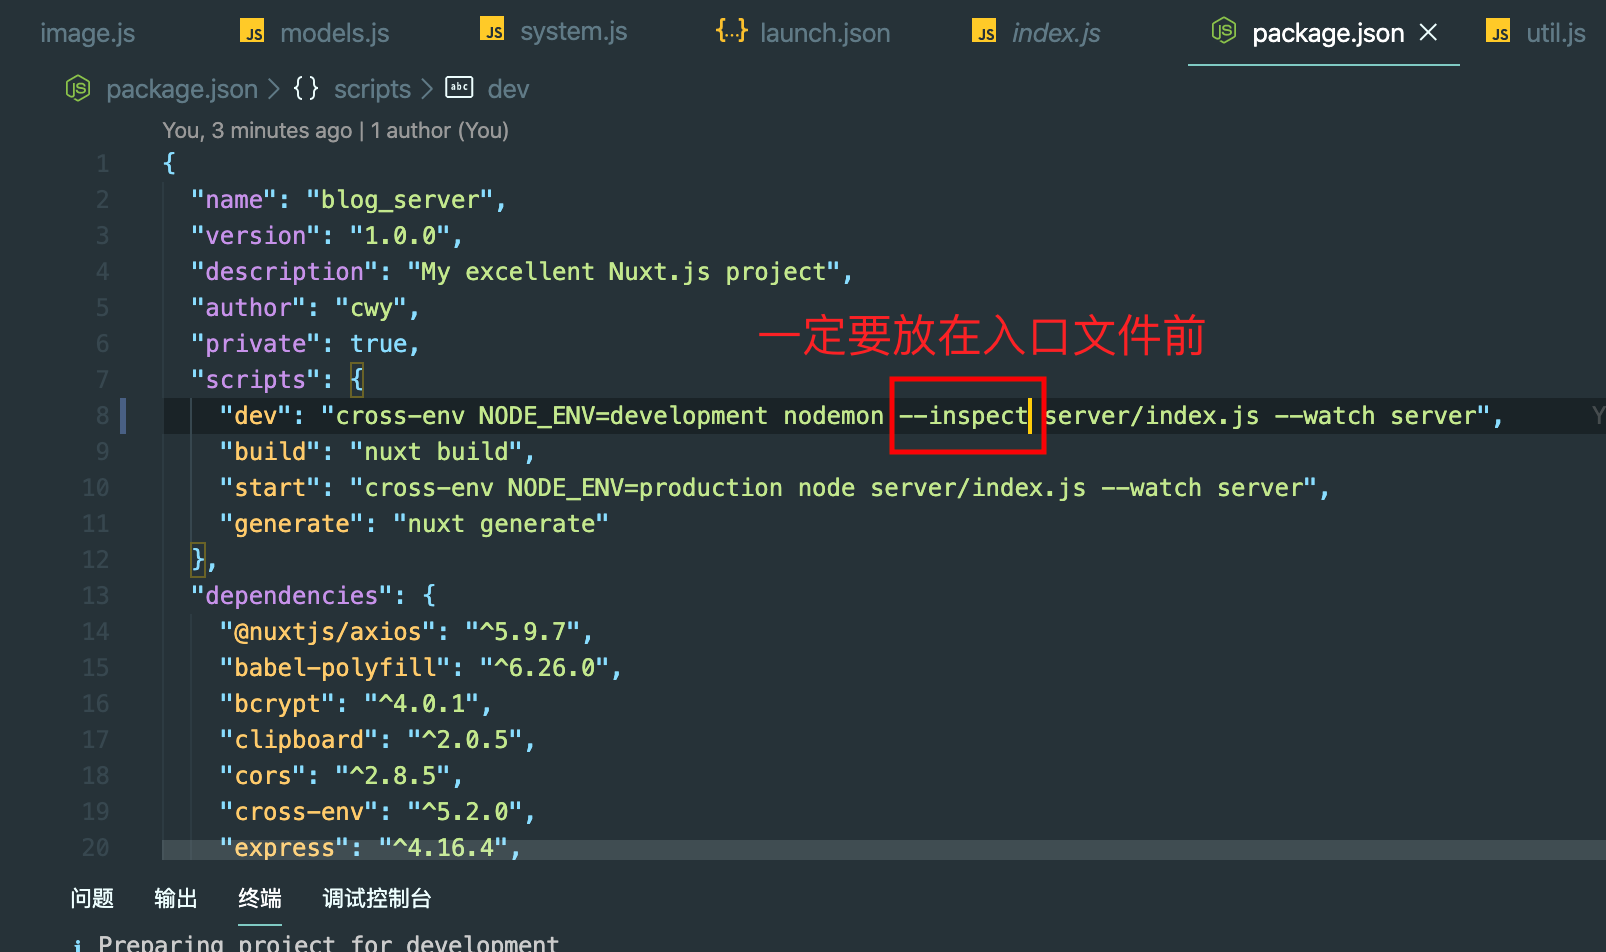 image.js JS models.js JS system.js {..} launch.json JS index.js JS package.json × JS util.js
JS package.json > {} scripts > abc dev
You, 3 minutes ago | 1 author (You)
1 {
2 "name": "blog_server",
3 "version": "1.0.0",
4 "description": "My excellent Nuxt.js project",
5 "author": "cwy",
一定要放在入口文件前
6 "private": true,
7 "scripts": {
8 "dev": "cross-env NODE_ENV=development nodemon --inspect server/index.js --watch server", Y
9 "build": "nuxt build",
10 "start": "cross-env NODE_ENV=production node server/index.js --watch server",
11 "generate": "nuxt generate"
12 },
13 "dependencies": {
14 "@nuxtjs/axios": "^5.9.7",
15 "babel-polyfill": "^6.26.0",
16 "bcrypt": "^4.0.1",
17 "clipboard": "^2.0.5",
18 "cors": "^2.8.5",
19 "cross-env": "^5.2.0",
20 "express": "^4.16.4",
问题 输出 终端 调试控制台
i Preparing project for development